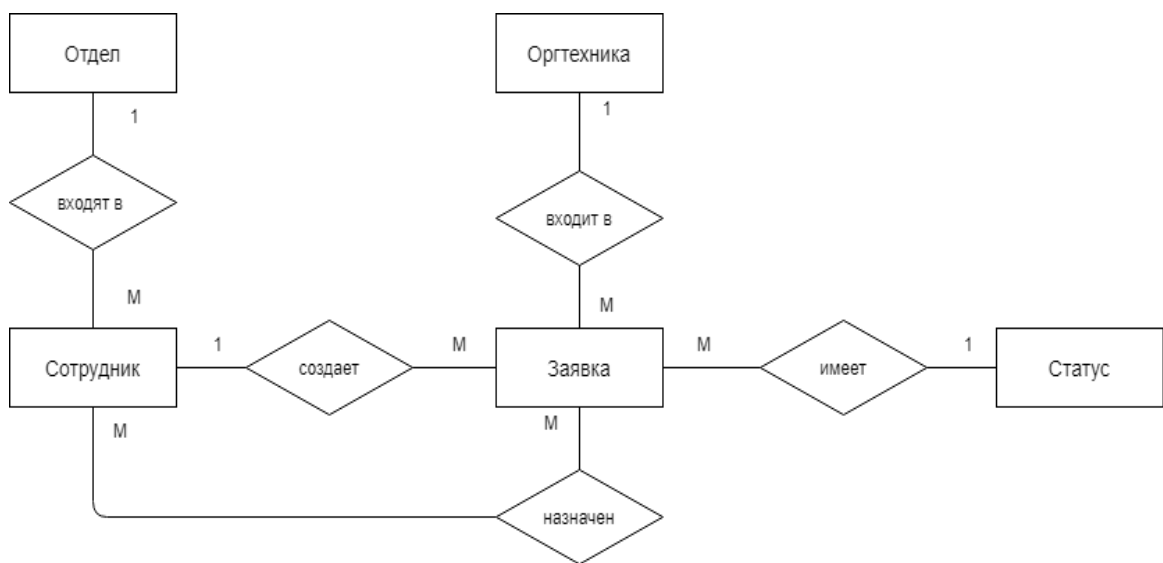 Отдел
Оргтехника
1
1
входят в
входит в
М
М
Сотрудник
1
создает
М
Заявка
М
имеет
1
Статус
М
М
назначен